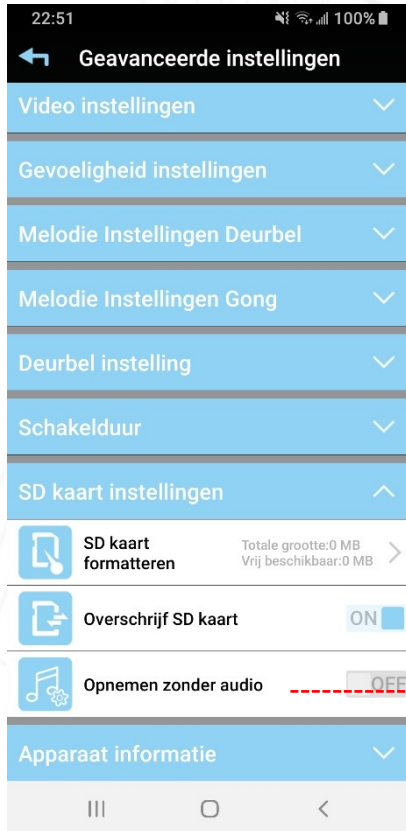 22:51 100%
Geavanceerde instellingen
Video instellingen
Gevoeligheid instellingen
Melodie Instellingen Deurbel
Melodie Instellingen Gong
Deurbel instelling
Schakelduur
SD kaart instellingen
SD kaart
formatteren
Totale grootte:0 MB
Vrij beschikbaar:0 MB
Overschrijf SD kaart ON
Opnemen zonder audio OFF
Apparaat informatie